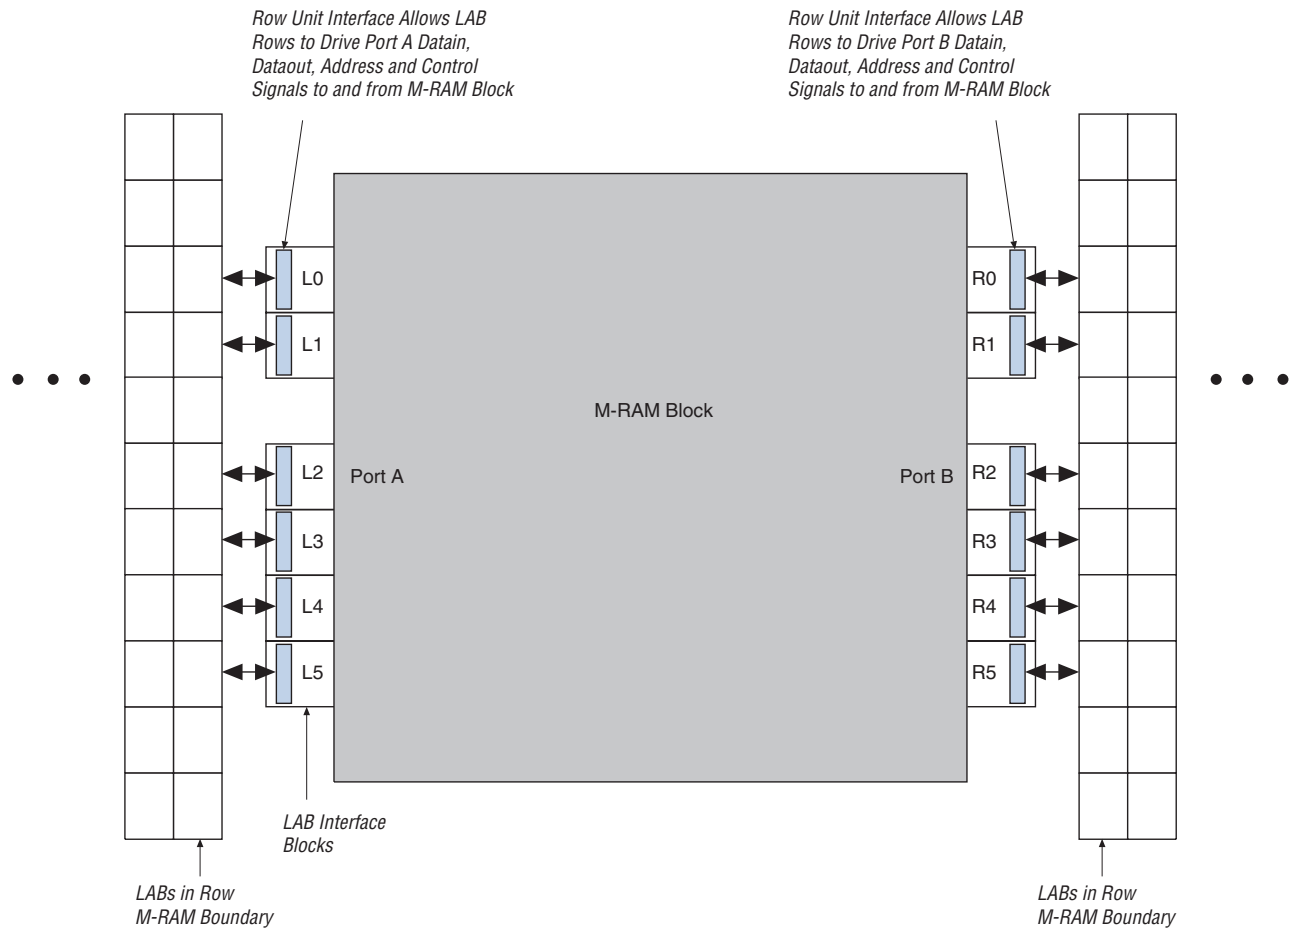 Row Unit Interface Allows LAB
Rows to Drive Port A Datain,
Dataout, Address and Control
Signals to and from M-RAM Block
Row Unit Interface Allows LAB
Rows to Drive Port B Datain,
Dataout, Address and Control
Signals to and from M-RAM Block
L0
R0
L1
R1
M-RAM Block
L2
Port A
Port B
R2
L3
R3
L4
R4
L5
R5
LAB Interface
Blocks
LABs in Row
M-RAM Boundary
LABs in Row
M-RAM Boundary